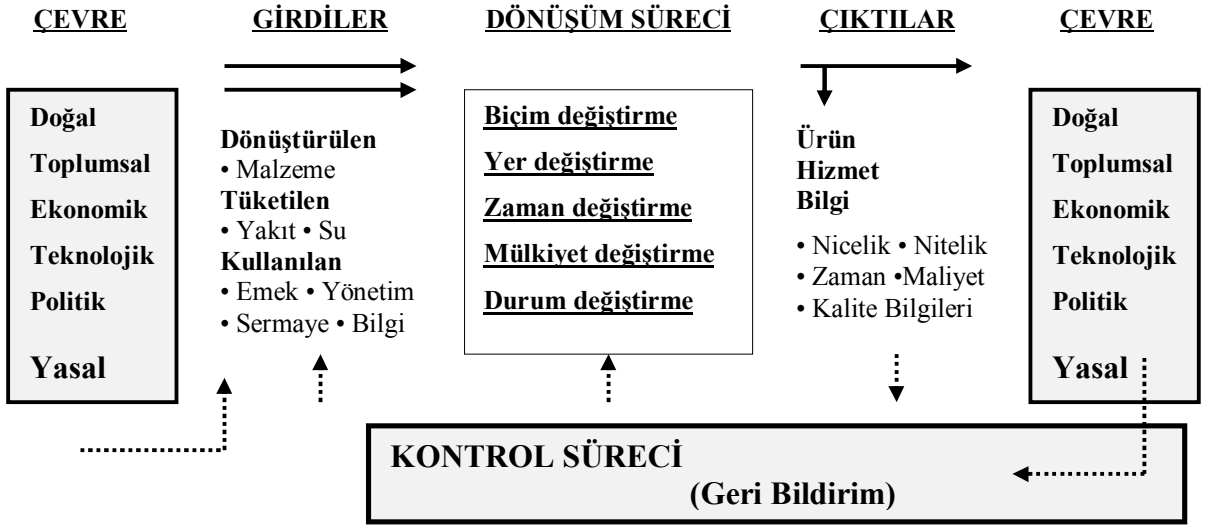 ÇEVRE
GİRDİLER
DÖNÜŞÜM SÜRECİ
ÇIKTILAR
ÇEVRE
Doğal
Toplumsal
Ekonomik
Teknolojik
Politik
Yasal
Dönüştürülen
• Malzeme
Tüketilen
• Yakıt • Su
Kullanılan
• Emek • Yönetim
• Sermaye • Bilgi
Biçim değiştirme
Yer değiştirme
Zaman değiştirme
Mülkiyet değiştirme
Durum değiştirme
Ürün
Hizmet
Bilgi
• Nicelik • Nitelik
• Zaman •Maliyet
• Kalite Bilgileri
Doğal
Toplumsal
Ekonomik
Teknolojik
Politik
Yasal
KONTROL SÜRECİ
(Geri Bildirim)